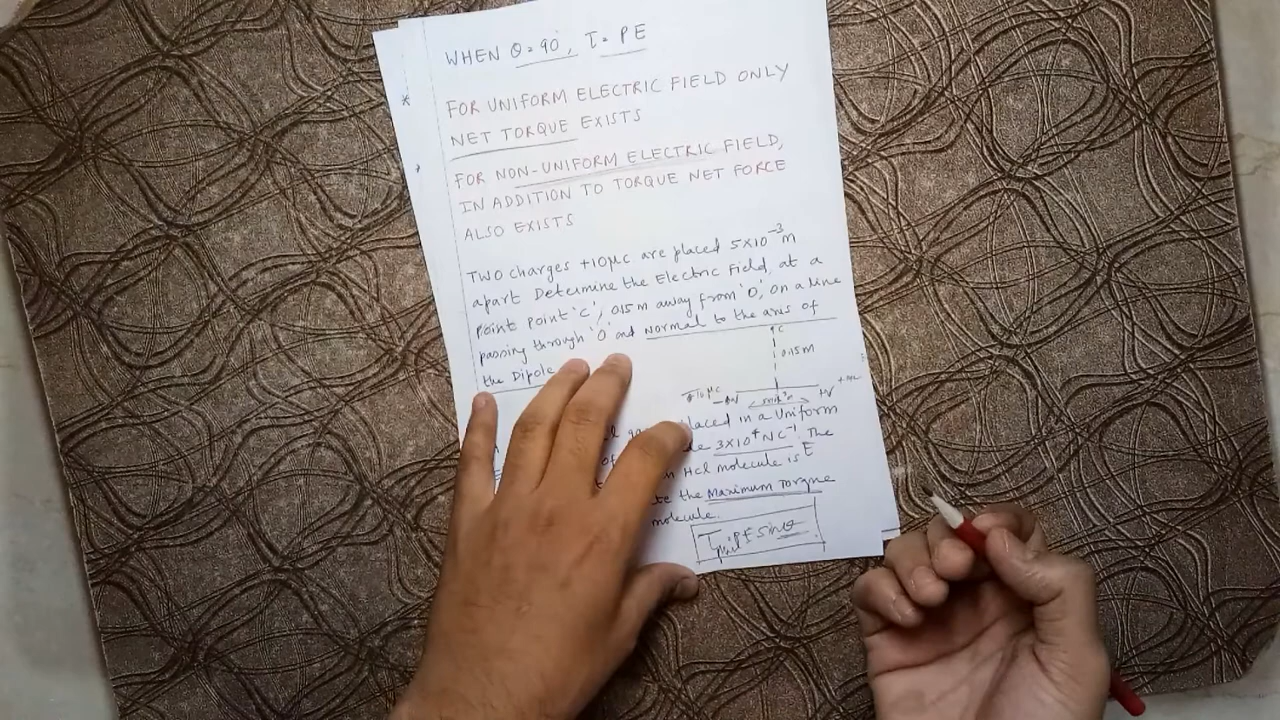 WHEN θ=90°, τ= PE
* FOR UNIFORM ELECTRIC FIELD ONLY
NET TORQUE EXISTS
FOR NON-UNIFORM ELECTRIC FIELD,
IN ADDITION TO TORQUE NET FORCE
ALSO EXISTS
TWO charges +10μC are placed 5×10⁻³m
apart Determine the Electric Field, at a
point point 'C', 0.15m away from 'O', on a line
passing through 'O' and normal to the axis of
the Dipole
C
0.15M
placed in a Uniform
3×10⁴ NC⁻¹. The
HCl molecule is
the Maximum Torque
molecule.
PE sinθ